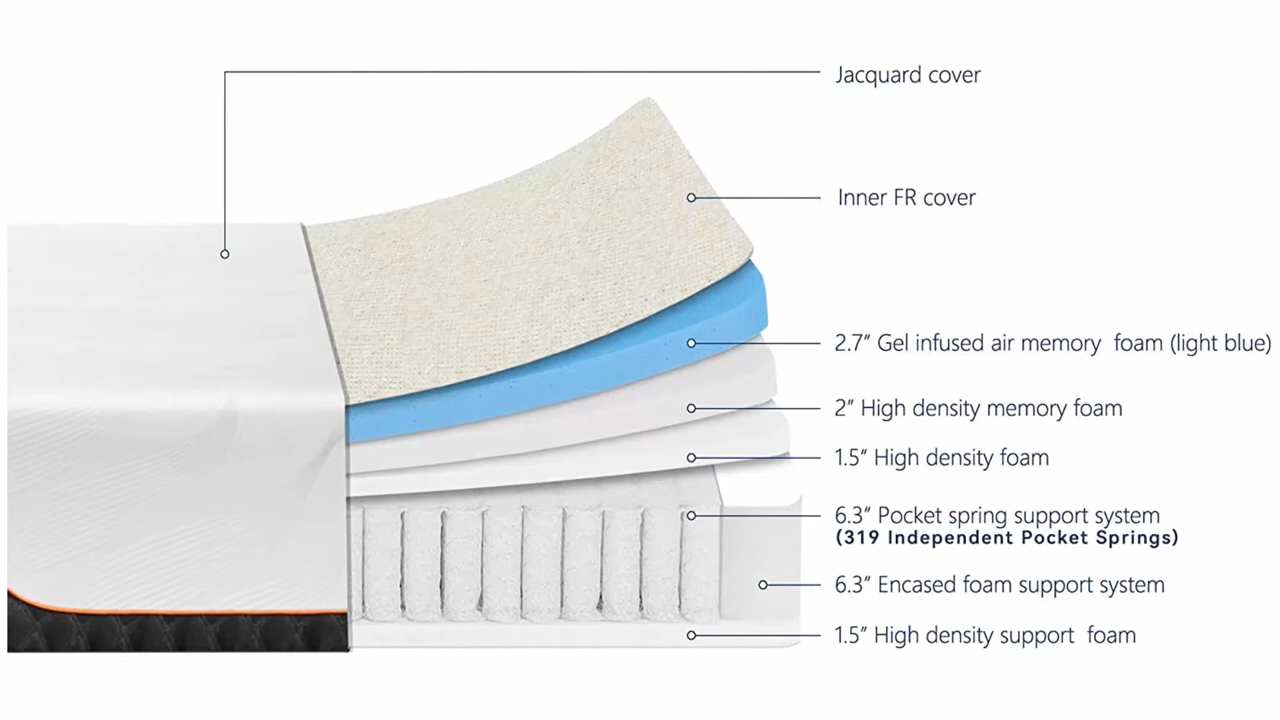 Jacquard cover
Inner FR cover
2.7” Gel infused air memory foam (light blue)
2” High density memory foam
1.5” High density foam
6.3” Pocket spring support system
(319 Independent Pocket Springs)
6.3” Encased foam support system
1.5” High density support foam